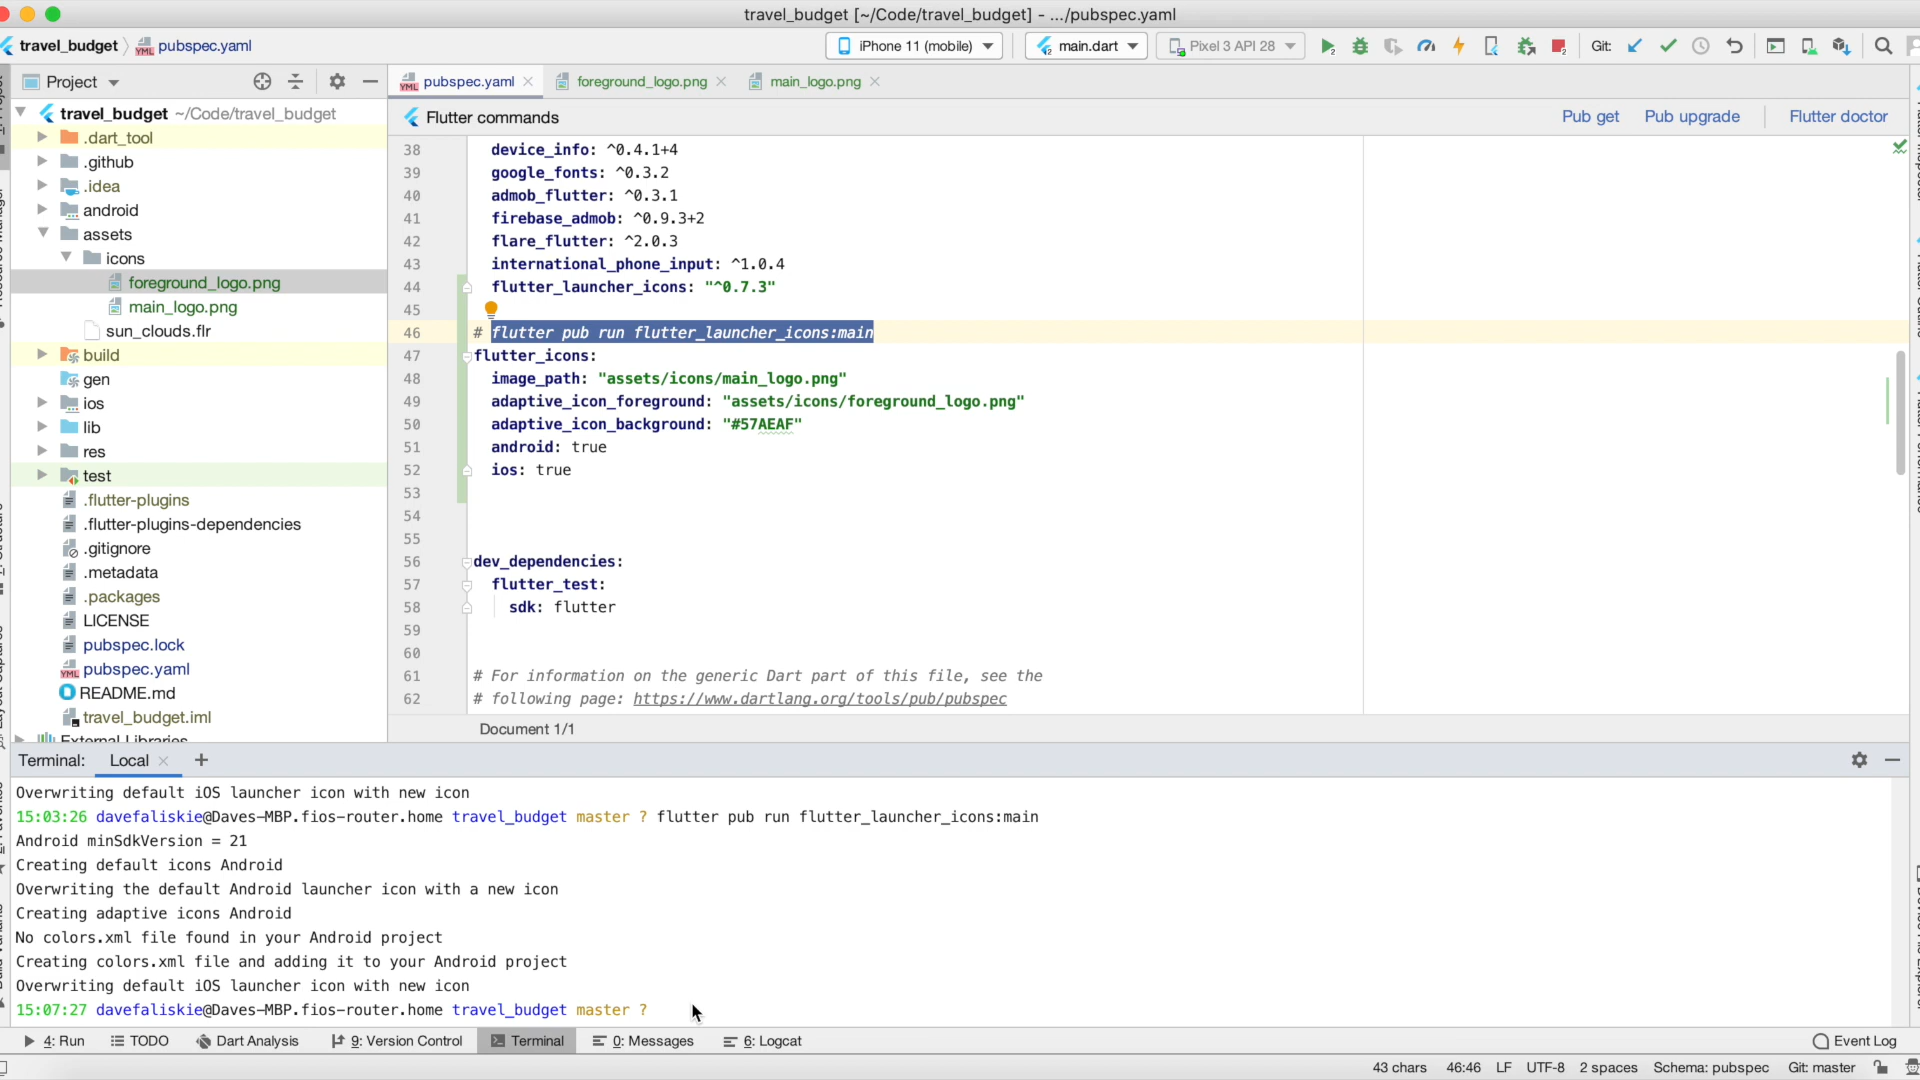 travel_budget [~/Code/travel_budget] - .../pubspec.yaml
travel_budget
pubspec.yaml
iPhone 11 (mobile)
main.dart
Pixel 3 API 28
Git:
Project
pubspec.yaml
foreground_logo.png
main_logo.png
travel_budget ~/Code/travel_budget
.dart_tool
.github
.idea
android
assets
icons
foreground_logo.png
main_logo.png
sun_clouds.flr
build
gen
ios
lib
res
test
.flutter-plugins
.flutter-plugins-dependencies
.gitignore
.metadata
.packages
LICENSE
pubspec.lock
pubspec.yaml
README.md
travel_budget.iml
External Libraries
Flutter commands
Pub get
Pub upgrade
Flutter doctor
38 device_info: ^0.4.1+4
39 google_fonts: ^0.3.2
40 admob_flutter: ^0.3.1
41 firebase_admob: ^0.9.3+2
42 flare_flutter: ^2.0.3
43 international_phone_input: ^1.0.4
44 flutter_launcher_icons: "^0.7.3"
45
46 # flutter pub run flutter_launcher_icons:main
47 flutter_icons:
48 image_path: "assets/icons/main_logo.png"
49 adaptive_icon_foreground: "assets/icons/foreground_logo.png"
50 adaptive_icon_background: "#57AEAF"
51 android: true
52 ios: true
53
54
55
56 dev_dependencies:
57 flutter_test:
58 sdk: flutter
59
60
61 # For information on the generic Dart part of this file, see the
62 # following page: https://www.dartlang.org/tools/pub/pubspec
Document 1/1
Terminal: Local +
Overwriting default iOS launcher icon with new icon
15:03:26 davefaliskie@Daves-MBP.fios-router.home travel_budget master ? flutter pub run flutter_launcher_icons:main
Android minSdkVersion = 21
Creating default icons Android
Overwriting the default Android launcher icon with a new icon
Creating adaptive icons Android
No colors.xml file found in your Android project
Creating colors.xml file and adding it to your Android project
Overwriting default iOS launcher icon with new icon
15:07:27 davefaliskie@Daves-MBP.fios-router.home travel_budget master ?
4: Run
TODO
Dart Analysis
9: Version Control
Terminal
0: Messages
6: Logcat
Event Log
43 chars 46:46 LF UTF-8 2 spaces Schema: pubspec Git: master